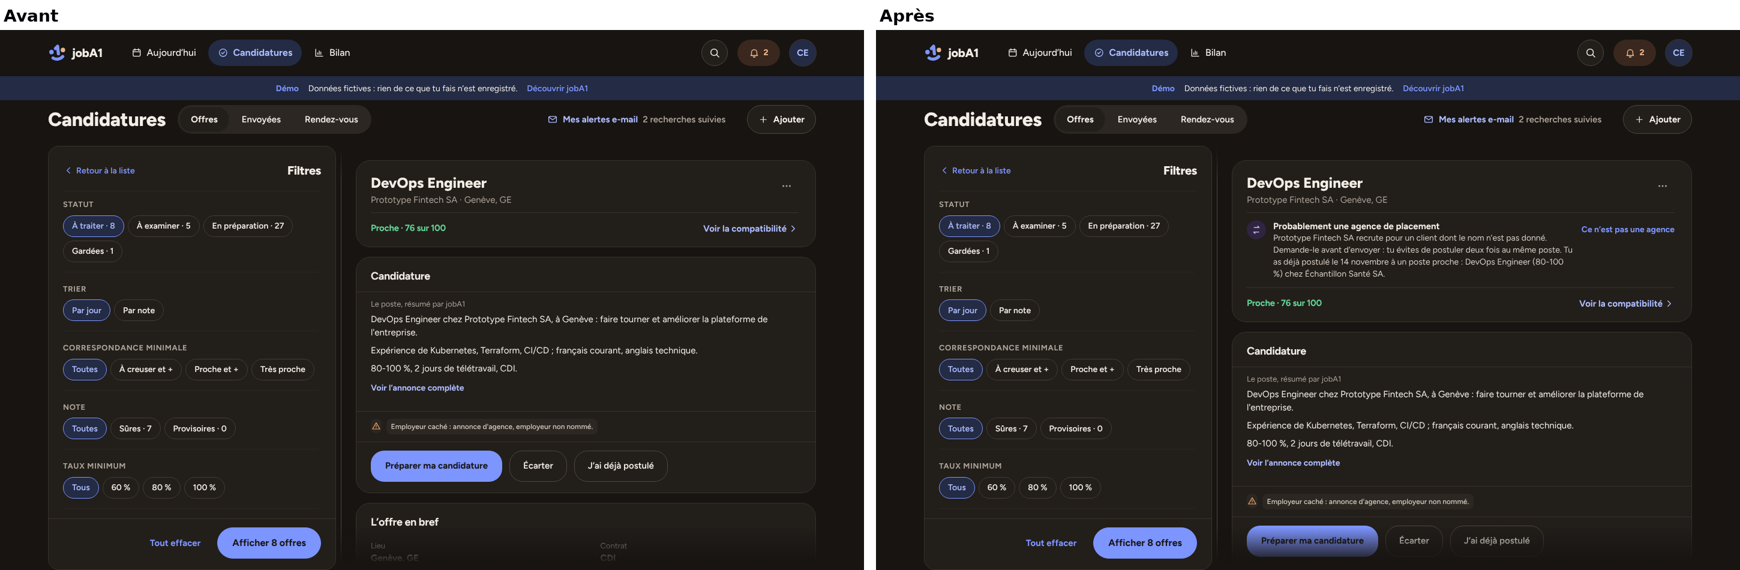 Avant
jobA1
Aujourd'hui
Candidatures
Bilan
2
CE
Démo Données fictives : rien de ce que tu fais n'est enregistré. Découvrir jobA1
Candidatures
Offres
Envoyées
Rendez-vous
Mes alertes e-mail 2 recherches suivies
Ajouter
Retour à la liste
Filtres
STATUT
À traiter · 8
À examiner · 5
En préparation · 27
Gardées · 1
TRIER
Par jour
Par note
CORRESPONDANCE MINIMALE
Toutes
À creuser et +
Proche et +
Très proche
NOTE
Toutes
Sûres · 7
Provisoires · 0
TAUX MINIMUM
Tous
60 %
80 %
100 %
Tout effacer
Afficher 8 offres
DevOps Engineer
Prototype Fintech SA · Genève, GE
Proche · 76 sur 100
Voir la compatibilité
Candidature
Le poste, résumé par jobA1
DevOps Engineer chez Prototype Fintech SA, à Genève : faire tourner et améliorer la plateforme de
l'entreprise.
Expérience de Kubernetes, Terraform, CI/CD ; français courant, anglais technique.
80-100 %, 2 jours de télétravail, CDI.
Voir l'annonce complète
Employeur caché : annonce d'agence, employeur non nommé.
Préparer ma candidature
Écarter
J'ai déjà postulé
L'offre en bref
Lieu
Contrat
Genève, GE
CDI
Après
jobA1
Aujourd'hui
Candidatures
Bilan
2
CE
Démo Données fictives : rien de ce que tu fais n'est enregistré. Découvrir jobA1
Candidatures
Offres
Envoyées
Rendez-vous
Mes alertes e-mail 2 recherches suivies
Ajouter
Retour à la liste
Filtres
STATUT
À traiter · 8
À examiner · 5
En préparation · 27
Gardées · 1
TRIER
Par jour
Par note
CORRESPONDANCE MINIMALE
Toutes
À creuser et +
Proche et +
Très proche
NOTE
Toutes
Sûres · 7
Provisoires · 0
TAUX MINIMUM
Tous
60 %
80 %
100 %
Tout effacer
Afficher 8 offres
DevOps Engineer
Prototype Fintech SA · Genève, GE
Probablement une agence de placement
Ce n'est pas une agence
Prototype Fintech SA recrute pour un client dont le nom n'est pas donné.
Demande-le avant d'envoyer : tu évites de postuler deux fois au même poste. Tu
as déjà postulé le 14 novembre à un poste proche : DevOps Engineer (80-100
%) chez Échantillon Santé SA.
Proche · 76 sur 100
Voir la compatibilité
Candidature
Le poste, résumé par jobA1
DevOps Engineer chez Prototype Fintech SA, à Genève : faire tourner et améliorer la plateforme de
l'entreprise.
Expérience de Kubernetes, Terraform, CI/CD ; français courant, anglais technique.
80-100 %, 2 jours de télétravail, CDI.
Voir l'annonce complète
Employeur caché : annonce d'agence, employeur non nommé.
Préparer ma candidature
Écarter
J'ai déjà postulé